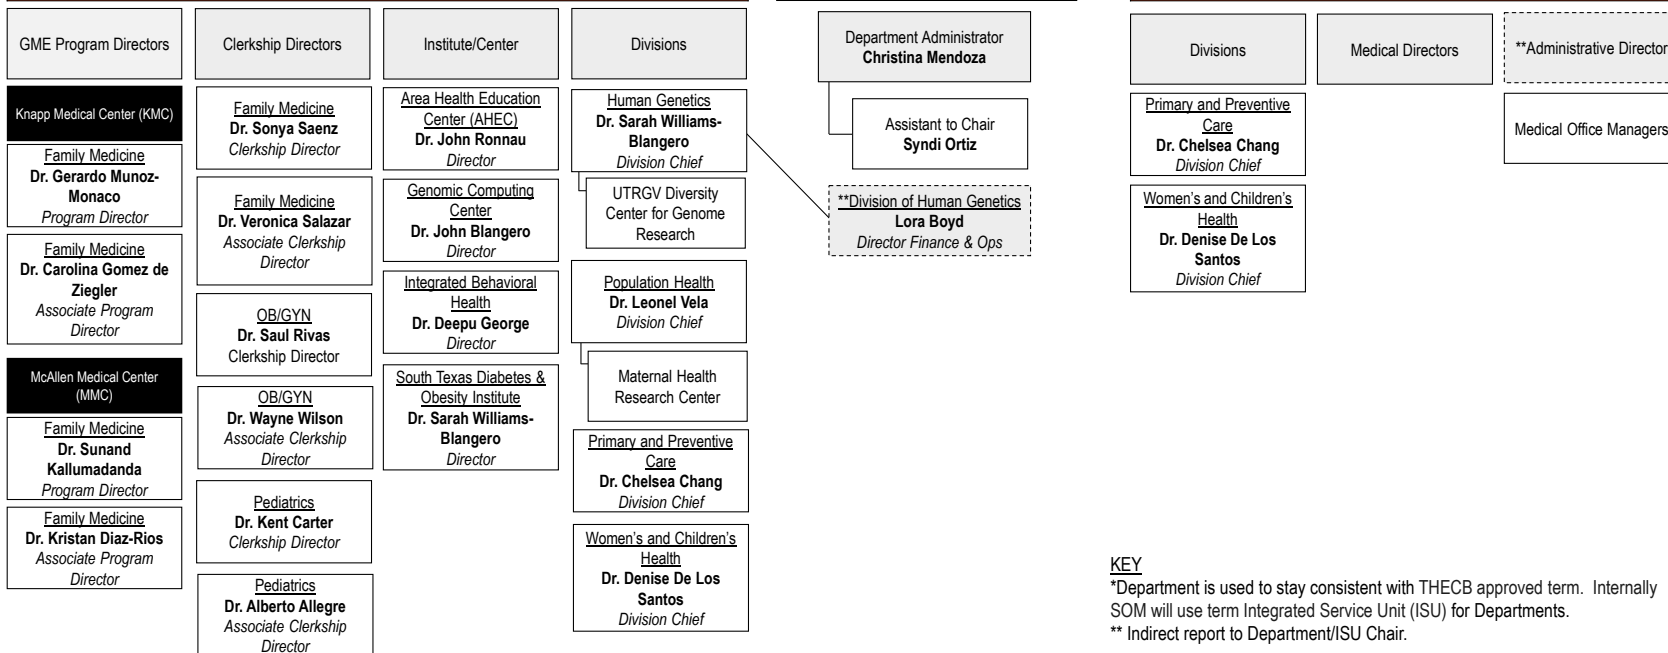 GME Program Directors
Knapp Medical Center (KMC)
Family Medicine
Dr. Gerardo Munoz-
Monaco
Program Director
Family Medicine
Dr. Carolina Gomez de
Ziegler
Associate Program
Director
McAllen Medical Center
(MMC)
Family Medicine
Dr. Sunand
Kallumadanda
Program Director
Family Medicine
Dr. Kristan Diaz-Rios
Associate Program
Director
Clerkship Directors
Family Medicine
Dr. Sonya Saenz
Clerkship Director
Family Medicine
Dr. Veronica Salazar
Associate Clerkship
Director
OB/GYN
Dr. Saul Rivas
Clerkship Director
OB/GYN
Dr. Wayne Wilson
Associate Clerkship
Director
Pediatrics
Dr. Kent Carter
Clerkship Director
Pediatrics
Dr. Alberto Allegre
Associate Clerkship
Director
Institute/Center
Area Health Education
Center (AHEC)
Dr. John Ronnau
Director
Genomic Computing
Center
Dr. John Blangero
Director
Integrated Behavioral
Health
Dr. Deepu George
Director
South Texas Diabetes &
Obesity Institute
Dr. Sarah Williams-
Blangero
Director
Divisions
Human Genetics
Dr. Sarah Williams-
Blangero
Division Chief
UTRGV Diversity
Center for Genome
Research
Population Health
Dr. Leonel Vela
Division Chief
Maternal Health
Research Center
Primary and Preventive
Care
Dr. Chelsea Chang
Division Chief
Women's and Children's
Health
Dr. Denise De Los
Santos
Division Chief
Department Administrator
Christina Mendoza
Assistant to Chair
Syndi Ortiz
**Division of Human Genetics
Lora Boyd
Director Finance & Ops
Divisions
Primary and Preventive
Care
Dr. Chelsea Chang
Division Chief
Women's and Children's
Health
Dr. Denise De Los
Santos
Division Chief
Medical Directors
**Administrative Director
Medical Office Managers
KEY
*Department is used to stay consistent with THECB approved term. Internally
SOM will use term Integrated Service Unit (ISU) for Departments.
** Indirect report to Department/ISU Chair.